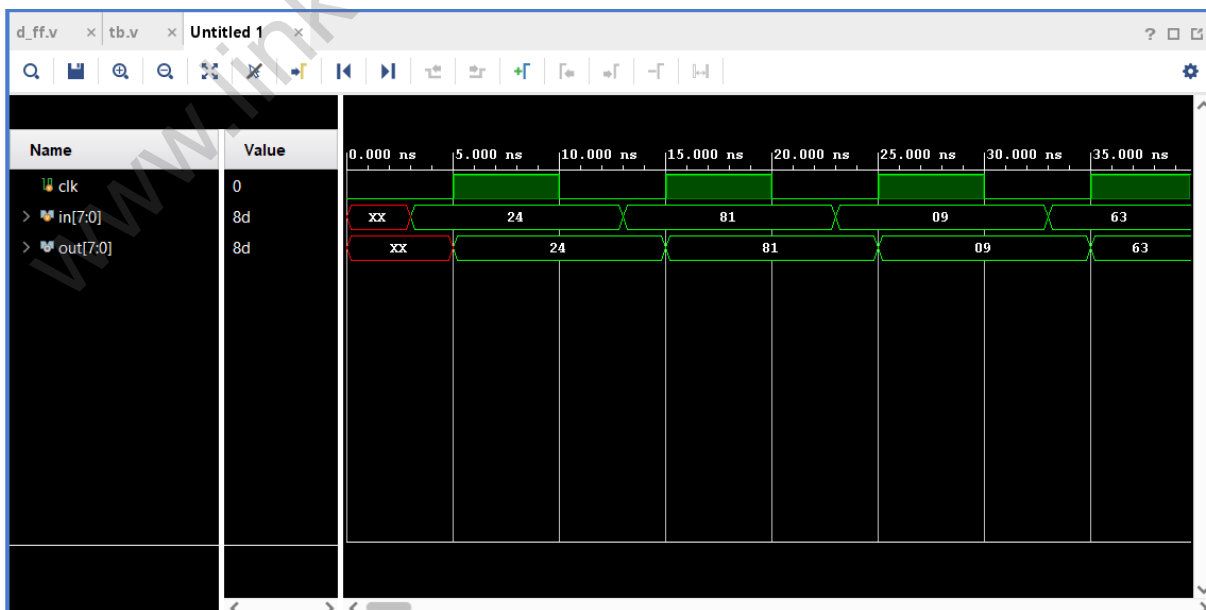 d_ff.v × tb.v × Untitled 1 × ?
Name Value 0.000 ns 5.000 ns 10.000 ns 15.000 ns 20.000 ns 25.000 ns 30.000 ns 35.000 ns
clk 0
in[7:0] 8d XX 24 81 09 63
out[7:0] 8d XX 24 81 09 63
www.link